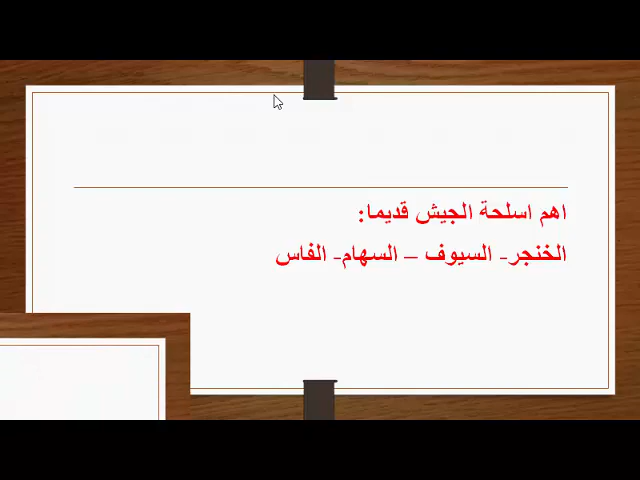 اهم اسلحة الجيش قديما:
الخنجر- السيوف – السهام- الفاس